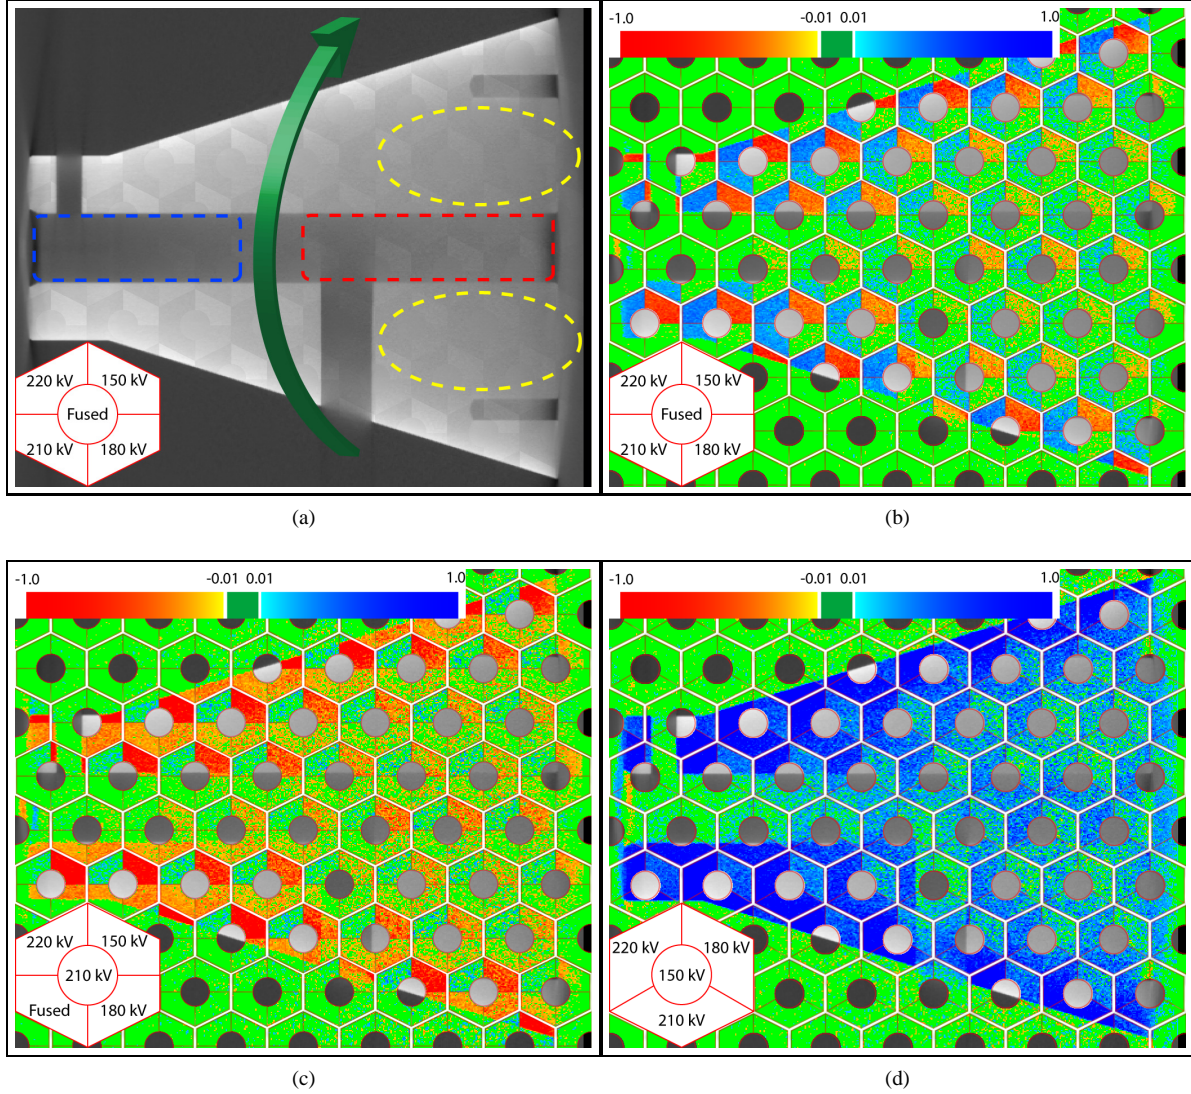 -1.0 -0.01 0.01 1.0
220 kV 150 kV
Fused
210 kV 180 kV
220 kV 150 kV
Fused
210 kV 180 kV
(a) (b)
-1.0 -0.01 0.01 1.0
-1.0 -0.01 0.01 1.0
220 kV 150 kV
210 kV
Fused 180 kV
220 kV 180 kV
150 kV
210 kV
(c) (d)